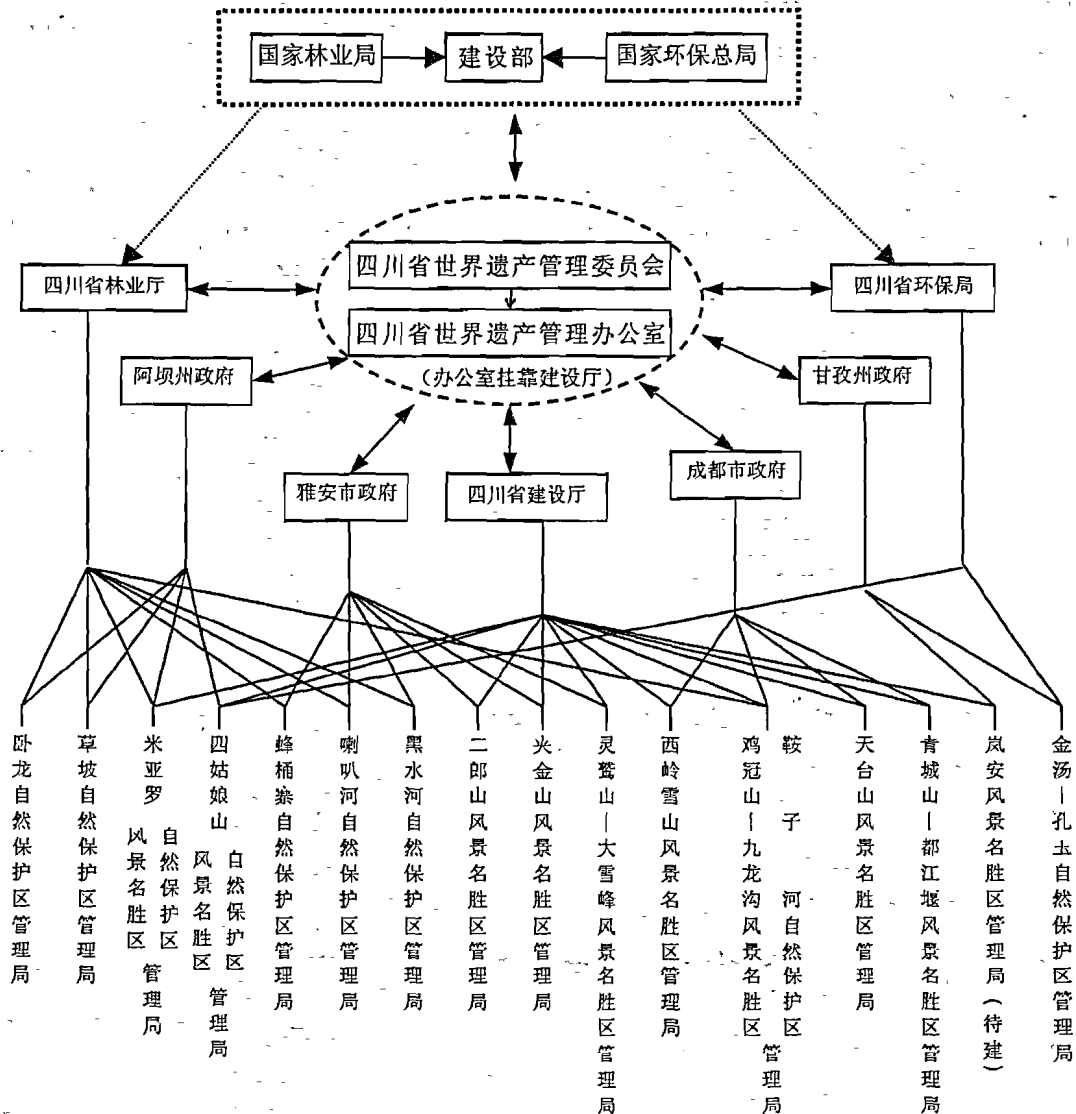 国家林业局
建设部
国家环保总局
四川省世界遗产管理委员会
四川省林业厅
四川省环保局
四川省世界遗产管理办公室
(办公室挂靠建设厅)
阿坝州政府
甘孜州政府
成都市政府
雅安市政府
四川省建设厅
卧龙自然保护区管理局
草坡自然保护区管理局
米亚罗
风景名胜区
自然保护区
管理局
四姑娘山
风景名胜区
自然保护区
管理局
蜂桶寨自然保护区管理局
喇叭河自然保护区管理局
黑水河自然保护区管理局
二郎山风景名胜区管理局
夹金山风景名胜区管理局
灵鹫山—大雪峰风景名胜区管理局
西岭雪山风景名胜区管理局
鸡冠山—九龙沟风景名胜区
鞍子河自然保护区
管理局
天台山风景名胜区管理局
青城山—都江堰风景名胜区管理局
岚安风景名胜区管理局(待建)
金汤—孔玉自然保护区管理局